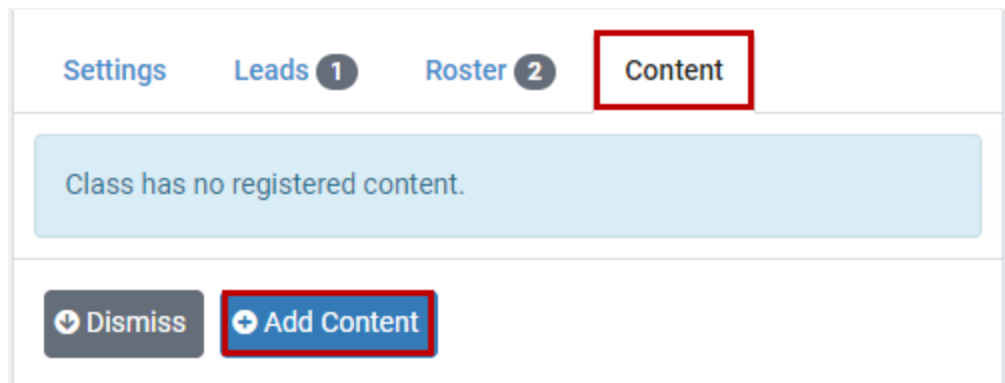 Settings Leads 1 Roster 2 Content
Class has no registered content.
Dismiss Add Content